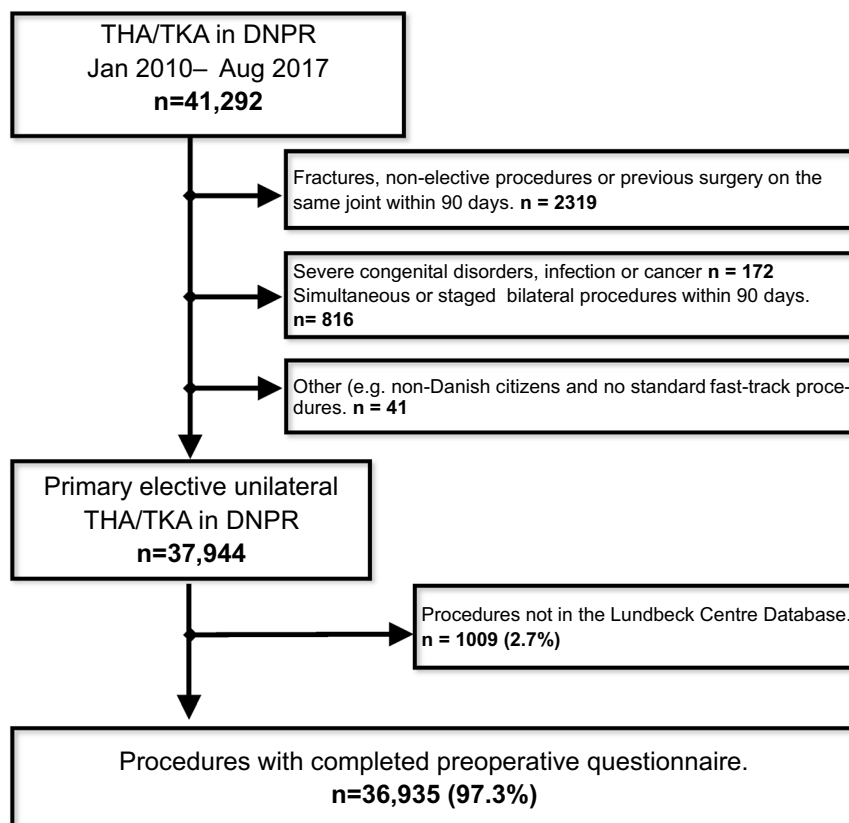 THA/TKA in DNPR
Jan 2010– Aug 2017
n=41,292
Fractures, non-elective procedures or previous surgery on the
same joint within 90 days. n = 2319
Severe congenital disorders, infection or cancer n = 172
Simultaneous or staged bilateral procedures within 90 days.
n= 816
Other (e.g. non-Danish citizens and no standard fast-track proce-
dures. n = 41
Primary elective unilateral
THA/TKA in DNPR
n=37,944
Procedures not in the Lundbeck Centre Database.
n = 1009 (2.7%)
Procedures with completed preoperative questionnaire.
n=36,935 (97.3%)